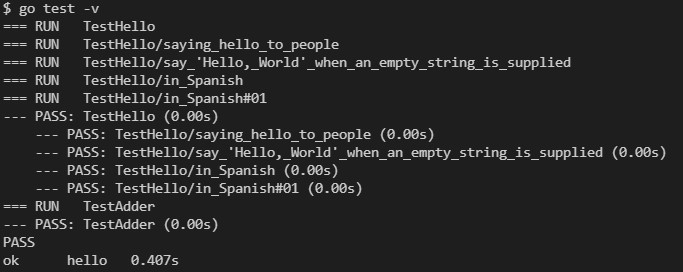 $ go test -v
=== RUN   TestHello
=== RUN   TestHello/saying_hello_to_people
=== RUN   TestHello/say_'Hello,_World'_when_an_empty_string_is_supplied
=== RUN   TestHello/in_Spanish
=== RUN   TestHello/in_Spanish#01
--- PASS: TestHello (0.00s)
    --- PASS: TestHello/saying_hello_to_people (0.00s)
    --- PASS: TestHello/say_'Hello,_World'_when_an_empty_string_is_supplied (0.00s)
    --- PASS: TestHello/in_Spanish (0.00s)
    --- PASS: TestHello/in_Spanish#01 (0.00s)
=== RUN   TestAdder
--- PASS: TestAdder (0.00s)
PASS
ok      hello   0.407s